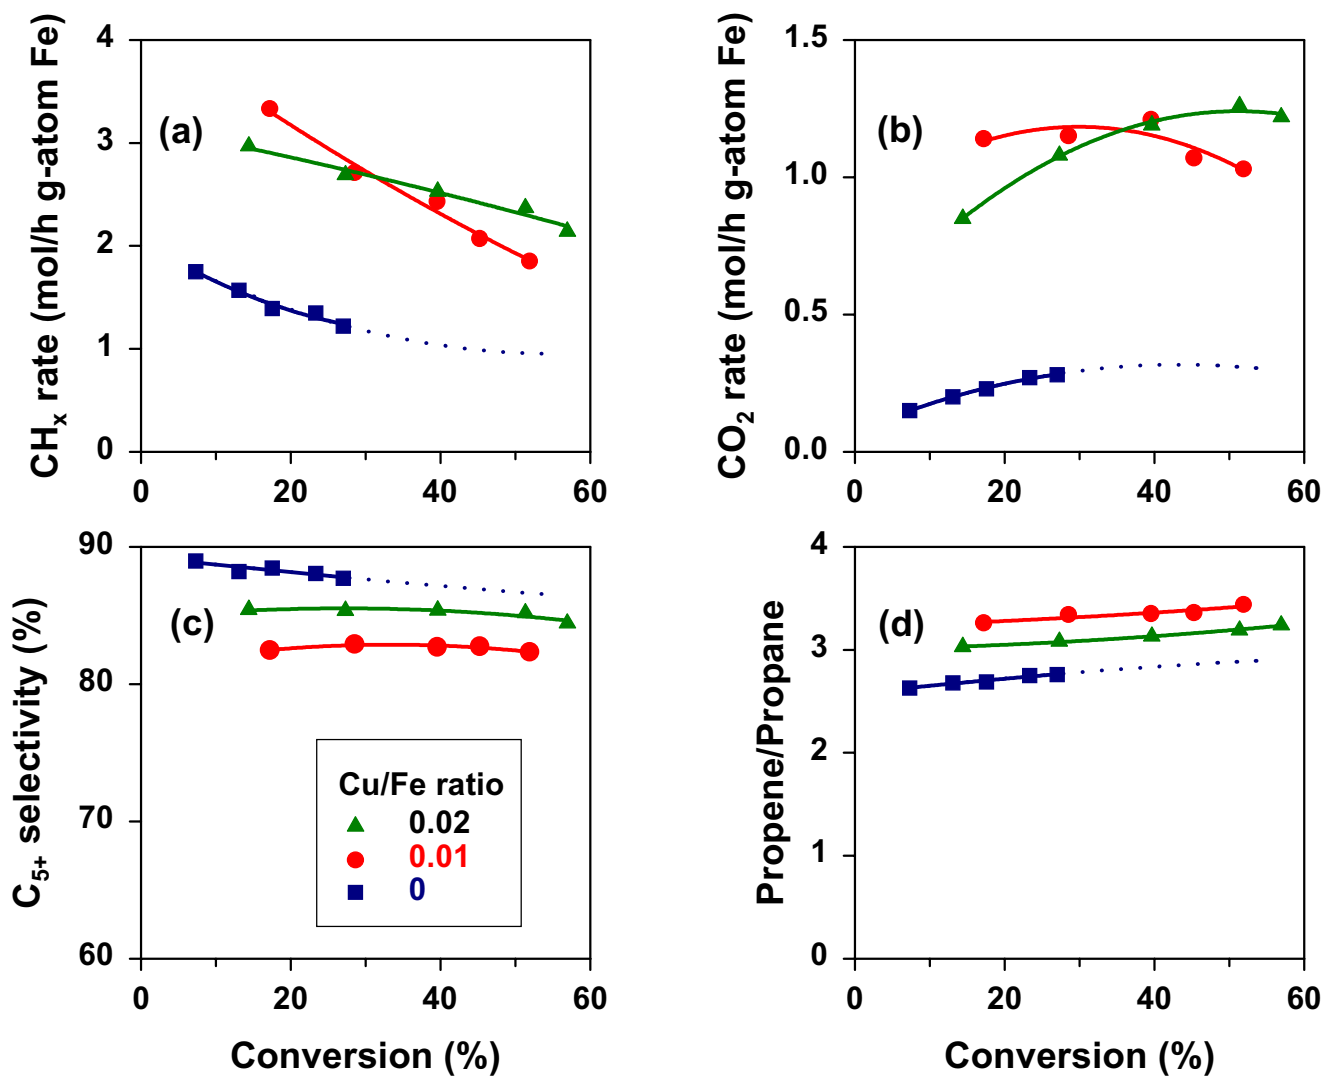 CHₓ rate (mol/h g-atom Fe)
4
3
2
1
0
(a)
0 20 40 60
CO₂ rate (mol/h g-atom Fe)
1.5
1.0
0.5
0.0
(b)
0 20 40 60
C₅₊ selectivity (%)
90
80
70
60
(c)
Cu/Fe ratio
0.02
0.01
0
0 20 40 60
Conversion (%)
Propene/Propane
4
3
2
1
0
(d)
0 20 40 60
Conversion (%)